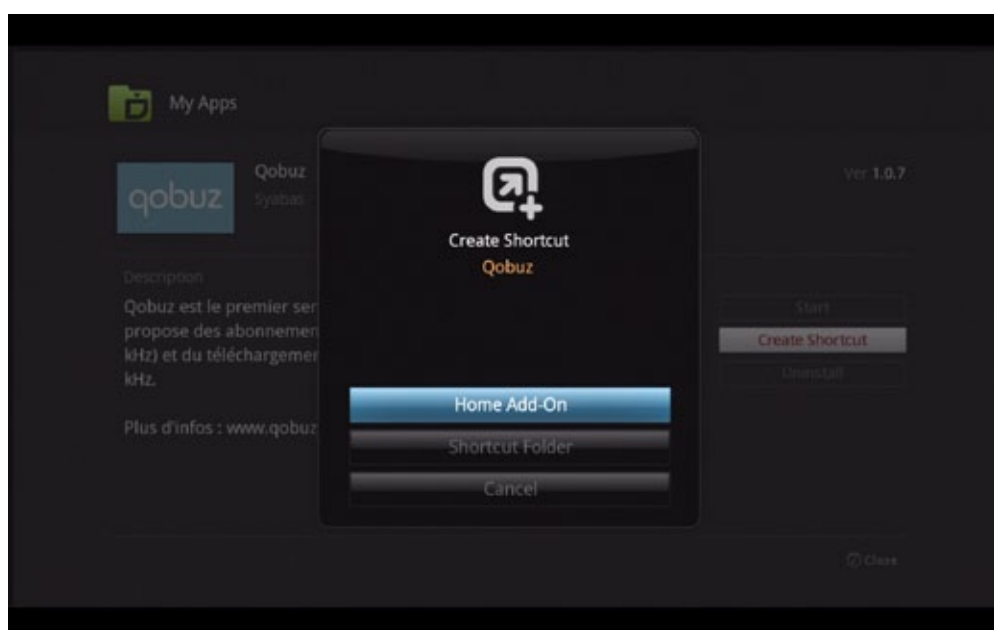 My Apps
qobuz
Qobuz
Syabas
Ver 1.0.7
Create Shortcut
Qobuz
Description
Qobuz est le premier ser
propose des abonnemen
kHz) et du téléchargemen
kHz.
Plus d'infos : www.qobuz
Start
Create Shortcut
Uninstall
Home Add-On
Shortcut Folder
Cancel
Close